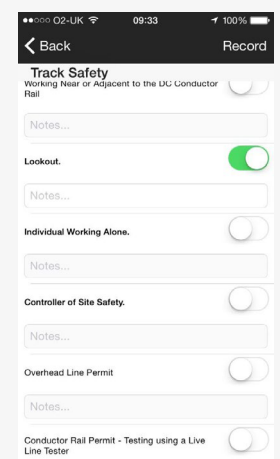 ●●○○○ O2-UK 09:33 100%
Back Record
Track Safety
Working Near or Adjacent to the DC Conductor
Rail
Notes...
Lookout.
Notes...
Individual Working Alone.
Notes...
Controller of Site Safety.
Notes...
Overhead Line Permit
Notes...
Conductor Rail Permit - Testing using a Live
Line Tester